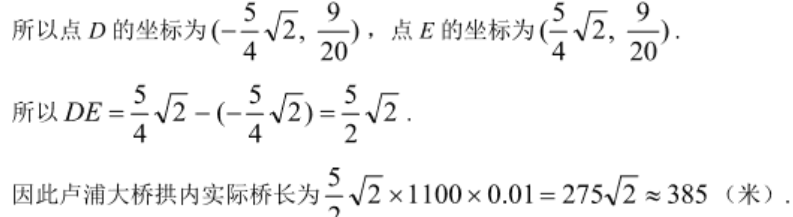 所以点 D 的坐标为 (−5/4√2, 9/20) ，点 E 的坐标为 (5/4√2, 9/20) .
所以 DE = 5/4√2 − (−5/4√2) = 5/2√2 .
因此卢浦大桥拱内实际桥长为 5/2√2 × 1100 × 0.01 = 275√2 ≈ 385 （米）.